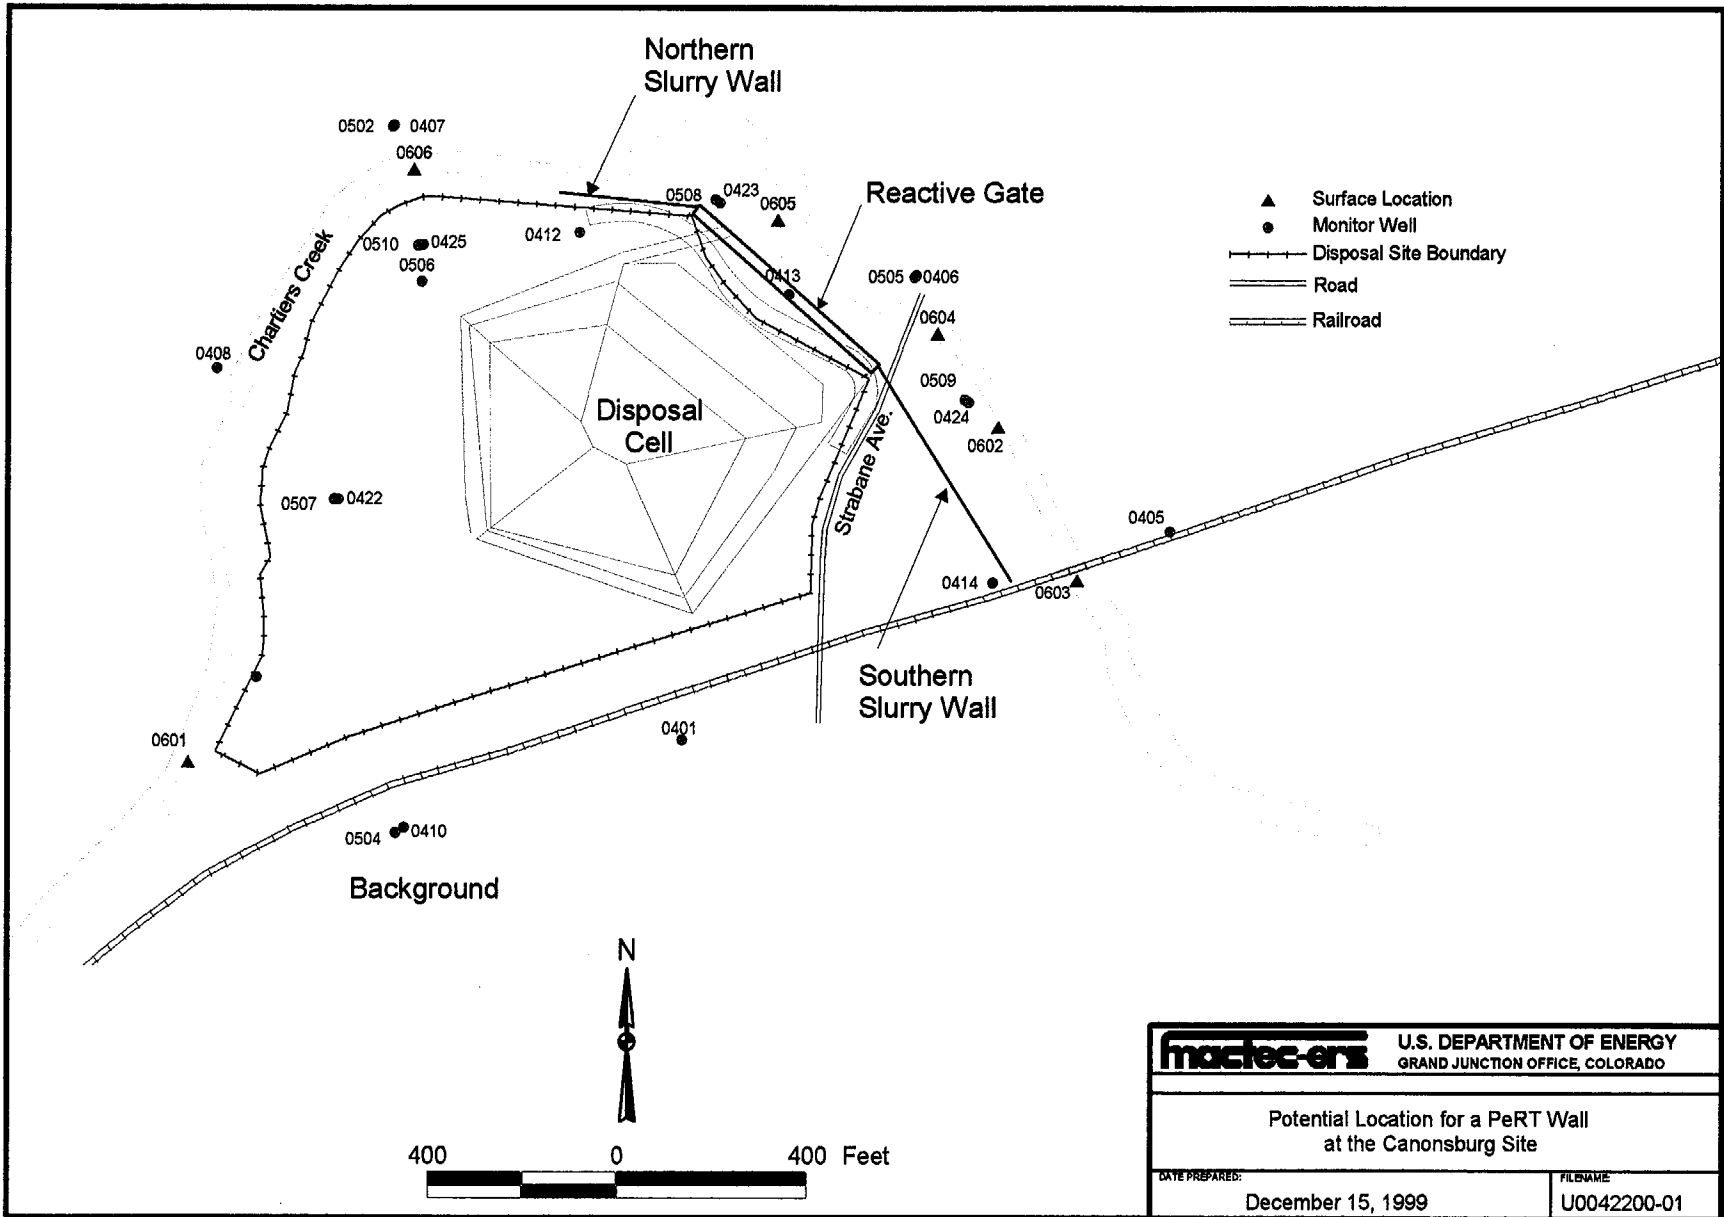 Northern
Slurry Wall
0502
0407
0606
0508
0423
0605
Reactive Gate
Surface Location
Monitor Well
Disposal Site Boundary
Road
Railroad
0412
0510
0425
0506
Chartiers Creek
0413
0505
0406
0604
0408
0509
0424
0602
Disposal
Cell
Strabane Ave.
0507
0422
0405
0414
0603
Southern
Slurry Wall
0601
0401
0504
0410
Background
N
400
0
400 Feet
mactec-ers
U.S. DEPARTMENT OF ENERGY
GRAND JUNCTION OFFICE, COLORADO
Potential Location for a PeRT Wall
at the Canonsburg Site
DATE PREPARED:
December 15, 1999
FILENAME:
U0042200-01